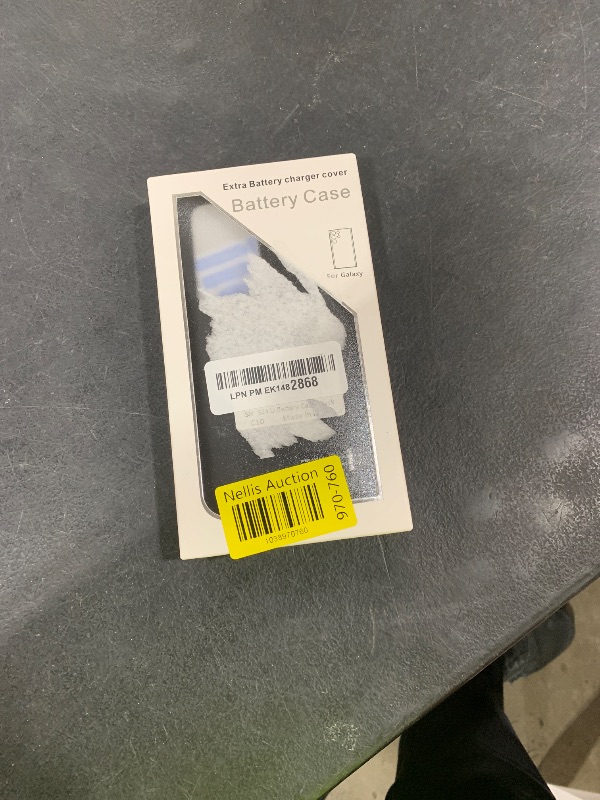 Extra Battery charger cover
Battery Case
For Galaxy
LPN PM EK1482868
Nellis Auction
970-760
1038970760